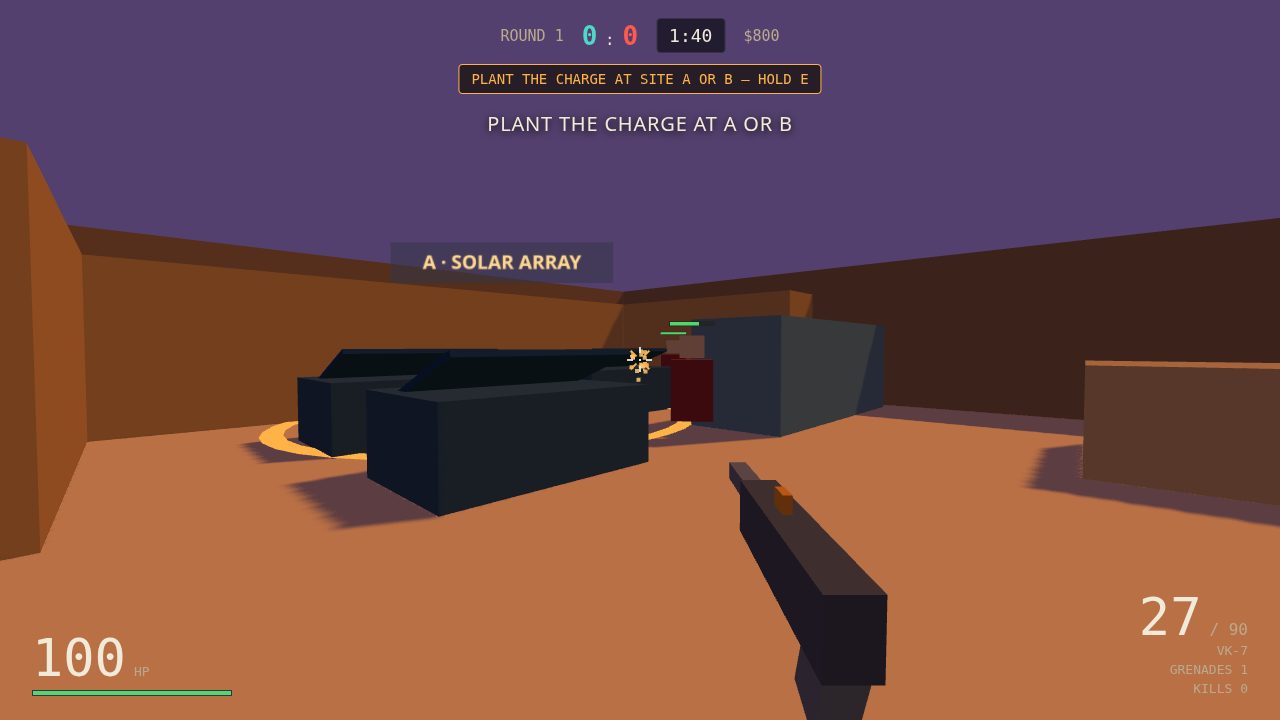 ROUND 1 0 : 0 1:40 $800
PLANT THE CHARGE AT SITE A OR B — HOLD E
PLANT THE CHARGE AT A OR B
A · SOLAR ARRAY
100 HP
27 / 90
VK-7
GRENADES 1
KILLS 0